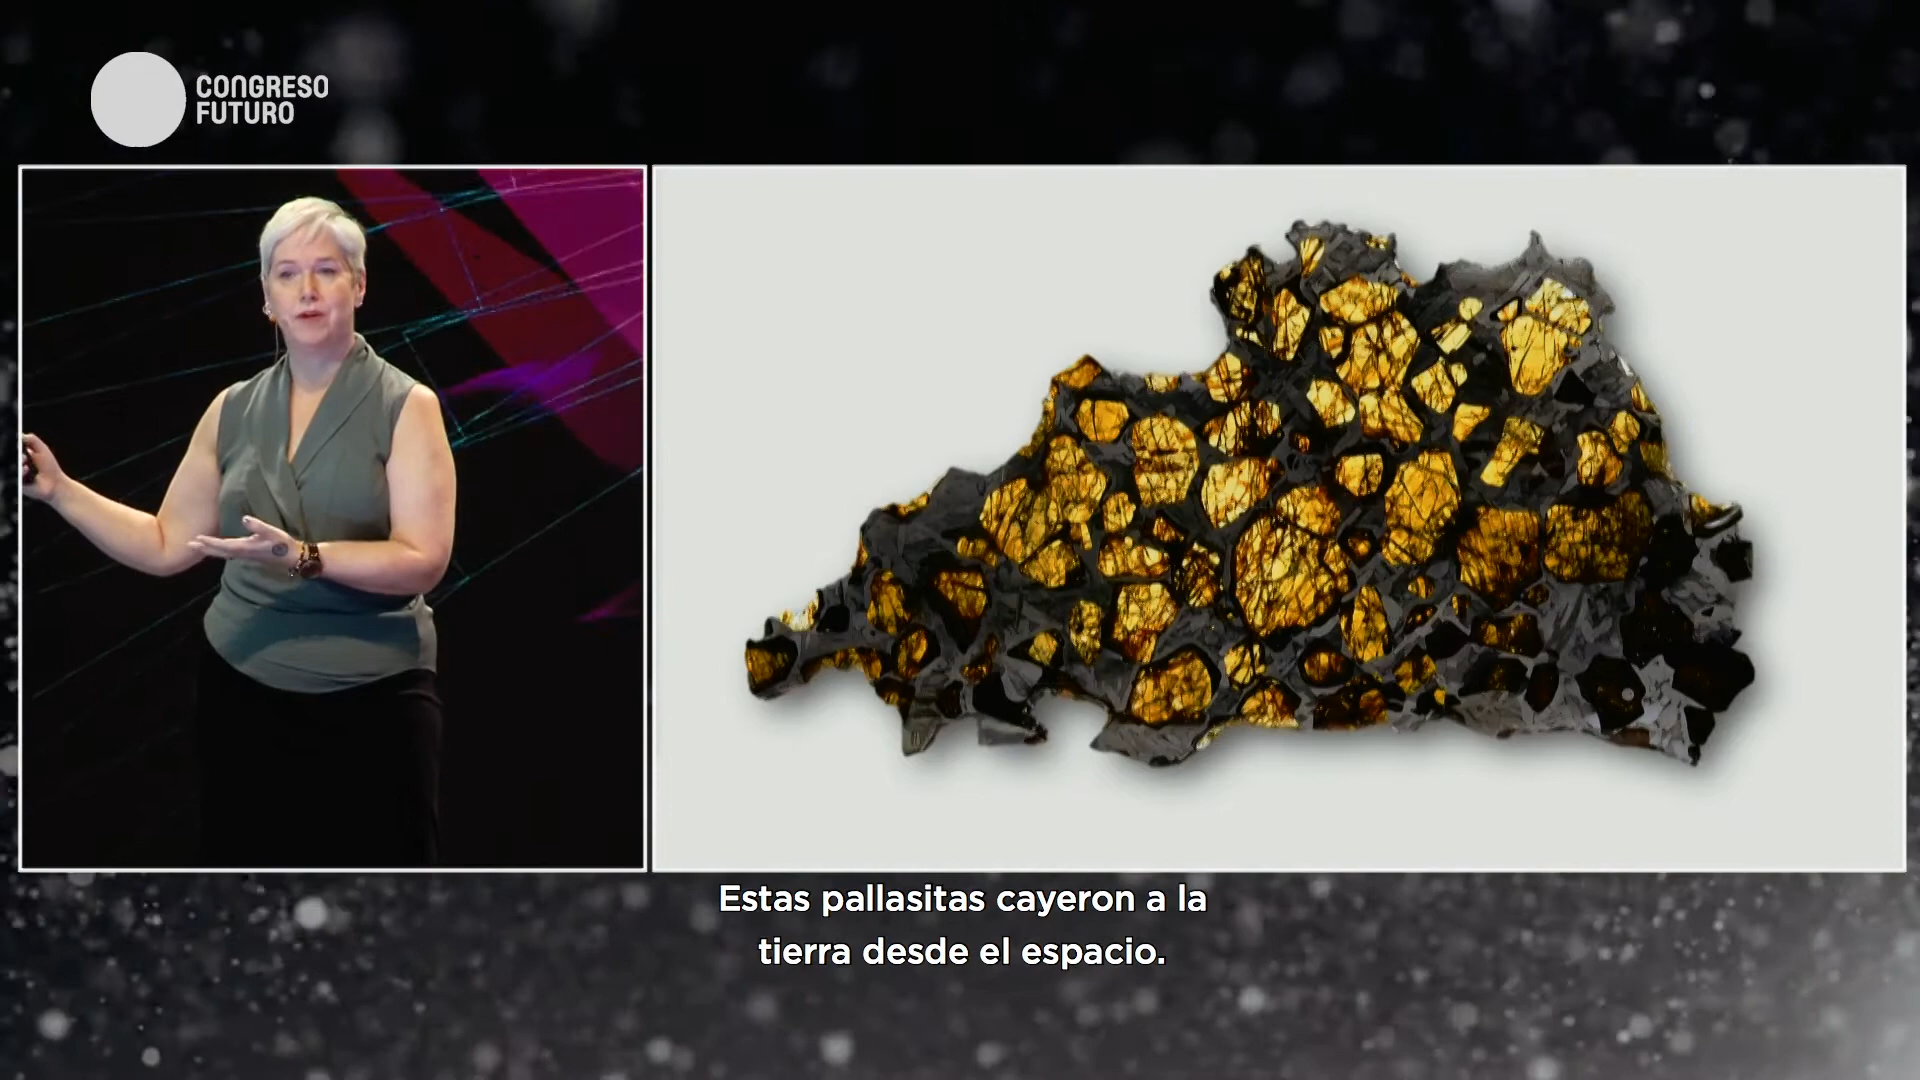 CONGRESO
FUTURO
Estas pallasitas cayeron a la
tierra desde el espacio.